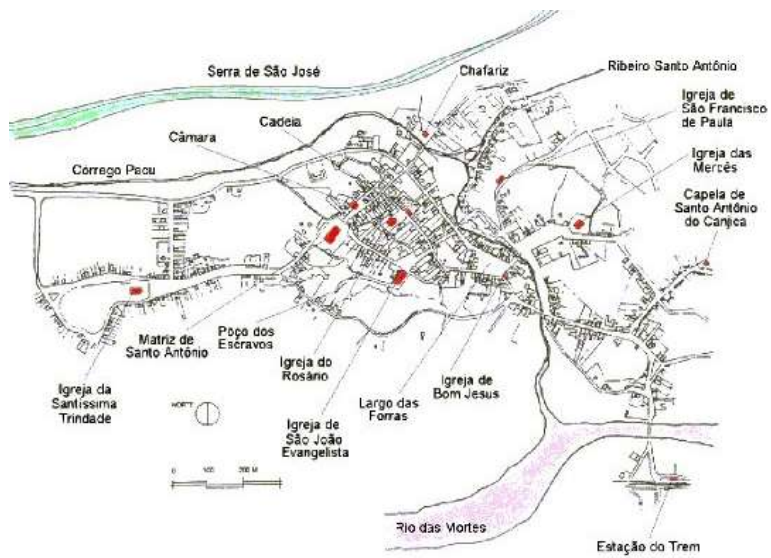 Serra de São José
Chafariz
Ribeiro Santo Antônio
Igreja de
São Francisco
de Paula
Cadeia
Câmara
Igreja das
Mercês
Córrego Pacu
Capela de
Santo Antônio
do Canjica
Matriz de
Santo Antônio
Poço dos
Escravos
Igreja do
Rosário
Igreja da
Santíssima
Trindade
Largo das
Forras
Igreja de
Bom Jesus
Igreja de
São João
Evangelista
NORTE
0 100 200 M
Rio das Mortes
Estação do Trem